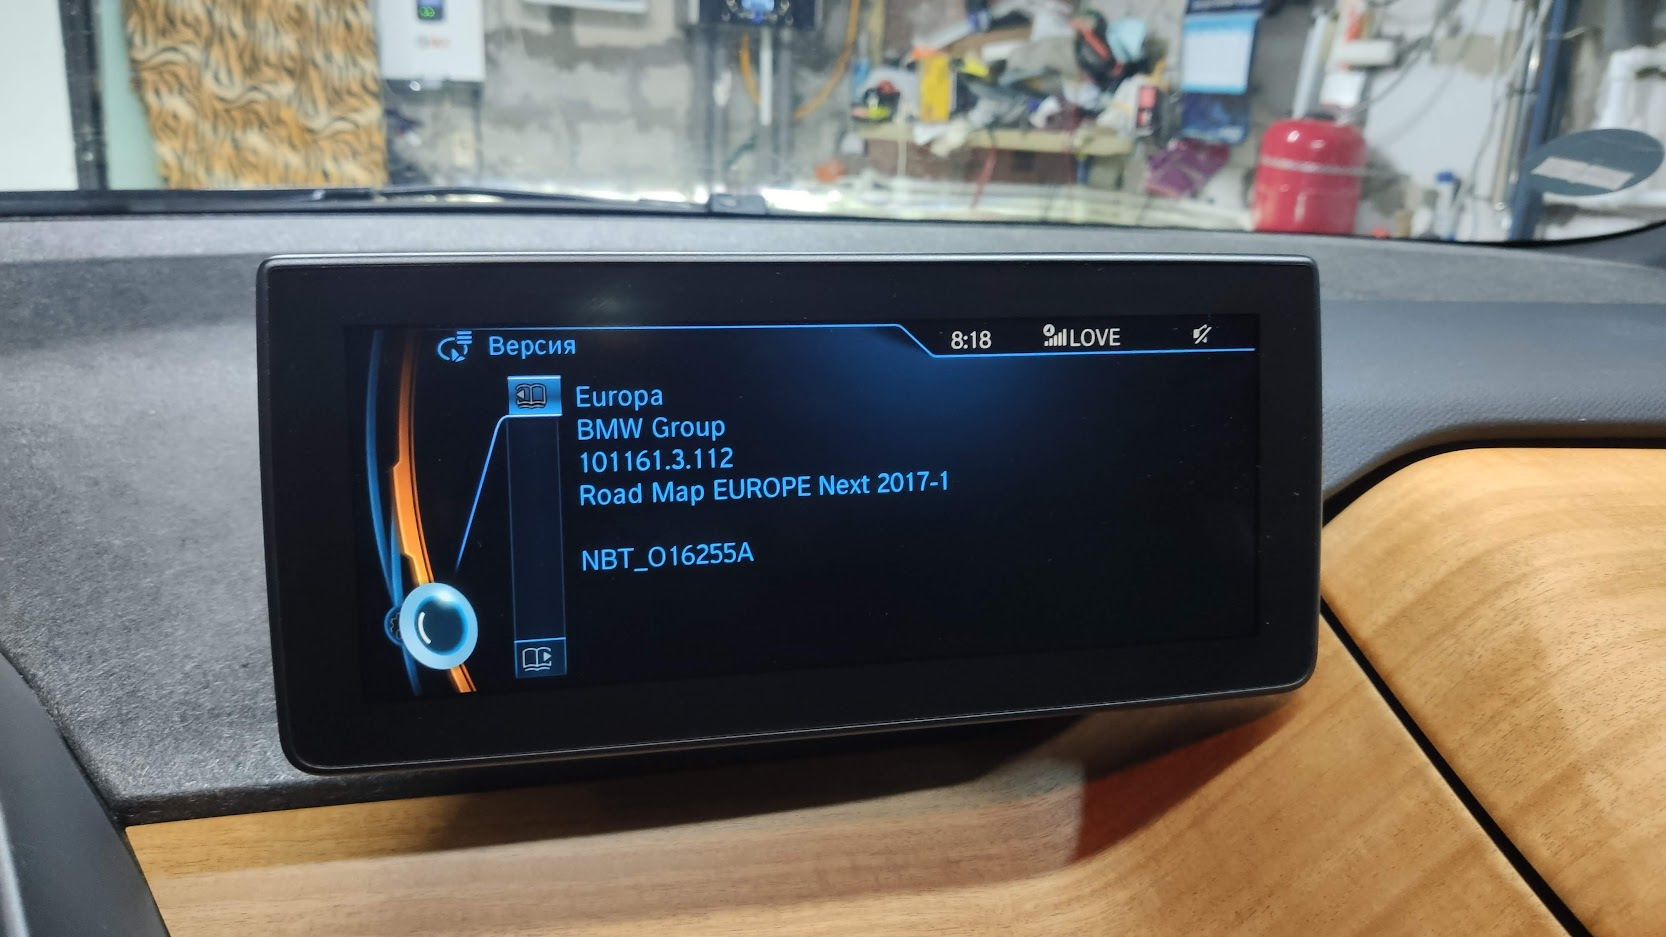 Версия
8:18
LOVE
Europa
BMW Group
101161.3.112
Road Map EUROPE Next 2017-1
NBT_O16255A